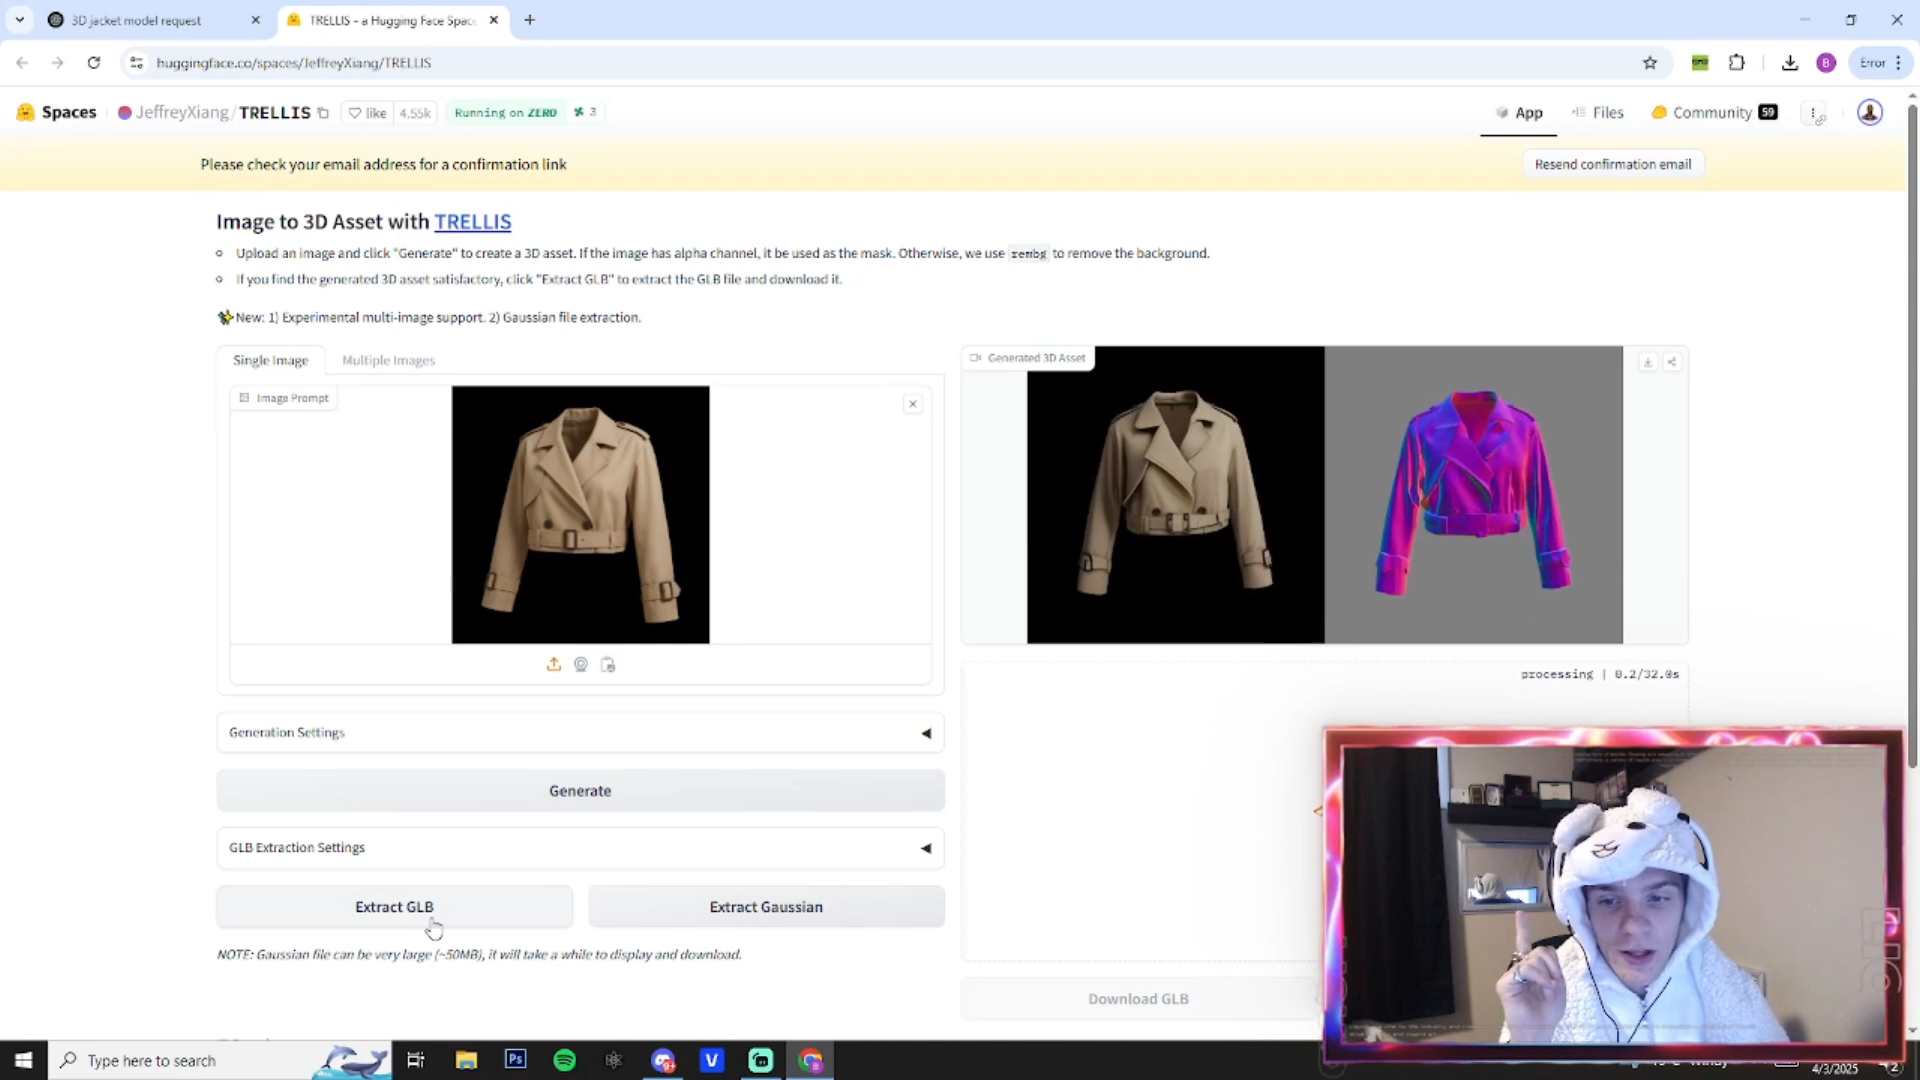 3D jacket model request
TRELLIS - a Hugging Face Space
huggingface.co/spaces/JeffreyXiang/TRELLIS
B
Error
Spaces
JeffreyXiang/TRELLIS
like 4.55k
Running on ZERO
3
App
Files
Community 59
Please check your email address for a confirmation link
Resend confirmation email
Image to 3D Asset with TRELLIS
Upload an image and click "Generate" to create a 3D asset. If the image has alpha channel, it be used as the mask. Otherwise, we use rembg to remove the background.
If you find the generated 3D asset satisfactory, click "Extract GLB" to extract the GLB file and download it.
New: 1) Experimental multi-image support. 2) Gaussian file extraction.
Single Image
Multiple Images
Image Prompt
Generated 3D Asset
processing | 0.2/32.0s
Generation Settings
Generate
GLB Extraction Settings
Extract GLB
Extract Gaussian
NOTE: Gaussian file can be very large (~50MB), it will take a while to display and download.
Download GLB
Type here to search
Ps
V
4/3/2025
2